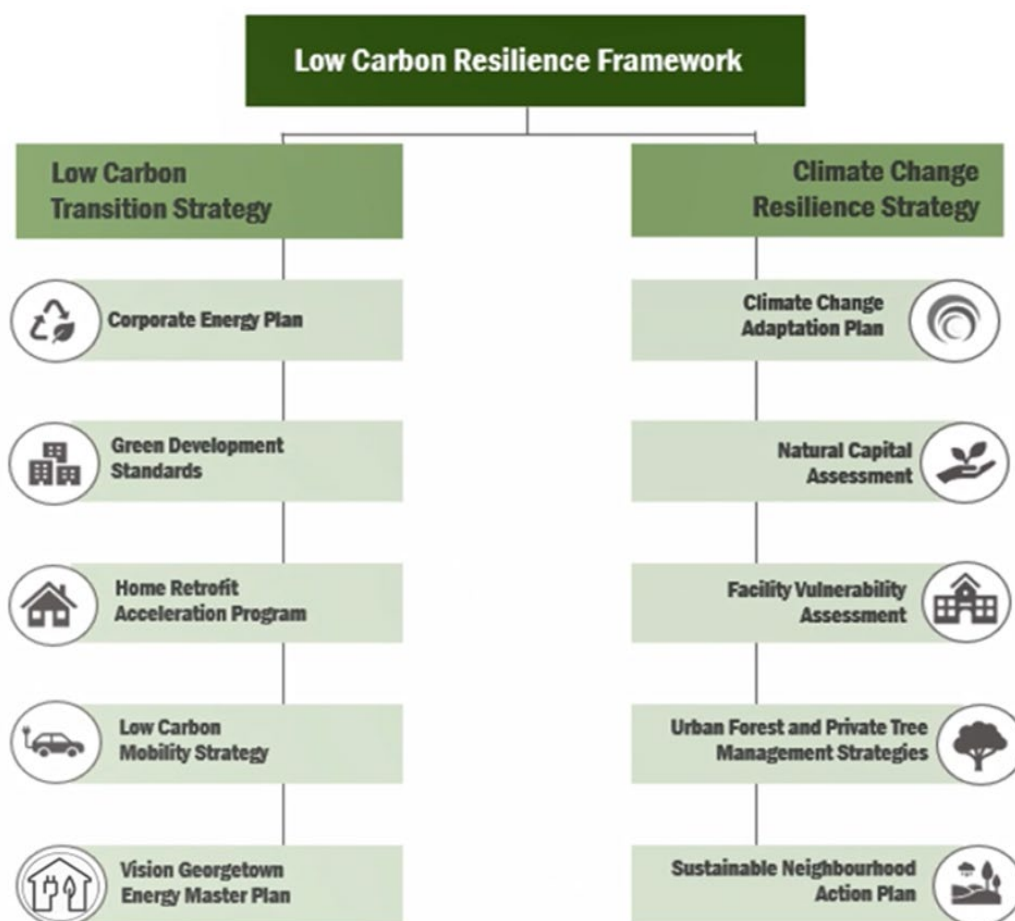 Low Carbon Resilience Framework
Low Carbon
Transition Strategy
Corporate Energy Plan
Green Development
Standards
Home Retrofit
Acceleration Program
Low Carbon
Mobility Strategy
Vision Georgetown
Energy Master Plan
Climate Change
Resilience Strategy
Climate Change
Adaptation Plan
Natural Capital
Assessment
Facility Vulnerability
Assessment
Urban Forest and Private Tree
Management Strategies
Sustainable Neighbourhood
Action Plan